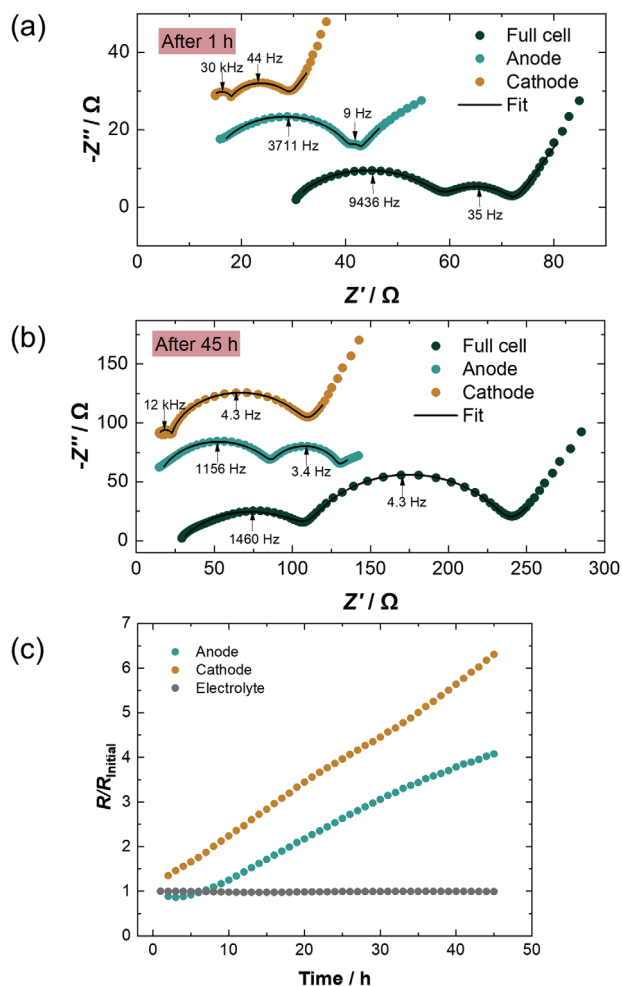 (a)
After 1 h
30 kHz
44 Hz
3711 Hz
9 Hz
9436 Hz
35 Hz
Full cell
Anode
Cathode
Fit
40
20
0
-Z″ / Ω
0 20 40 60 80
Z′ / Ω
(b)
After 45 h
12 kHz
4.3 Hz
1156 Hz
3.4 Hz
1460 Hz
4.3 Hz
Full cell
Anode
Cathode
Fit
150
100
50
0
-Z″ / Ω
0 50 100 150 200 250 300
Z′ / Ω
(c)
Anode
Cathode
Electrolyte
7
6
5
4
3
2
1
0
R/RInitial
0 10 20 30 40 50
Time / h